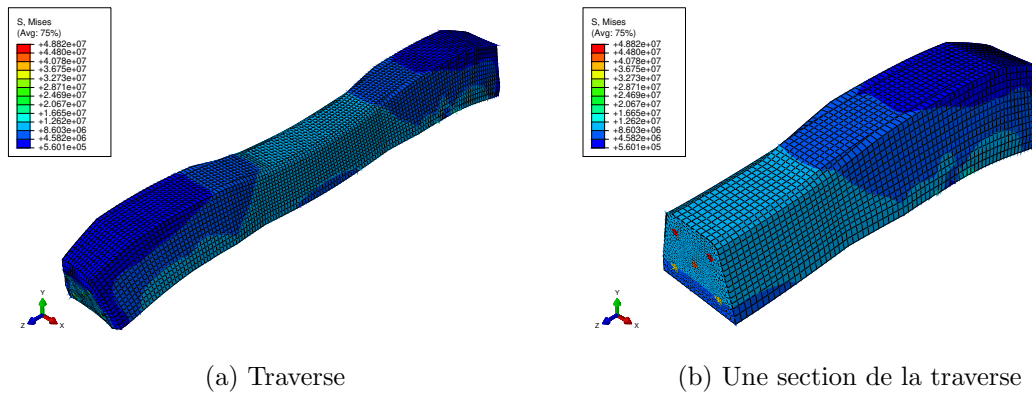 S, Mises
(Avg: 75%)
+4.882e+07
+4.480e+07
+4.078e+07
+3.675e+07
+3.273e+07
+2.871e+07
+2.469e+07
+2.067e+07
+1.665e+07
+1.262e+07
+8.603e+06
+4.582e+06
+5.601e+05
Y
Z
X
(a) Traverse
S, Mises
(Avg: 75%)
+4.882e+07
+4.480e+07
+4.078e+07
+3.675e+07
+3.273e+07
+2.871e+07
+2.469e+07
+2.067e+07
+1.665e+07
+1.262e+07
+8.603e+06
+4.582e+06
+5.601e+05
Y
Z
X
(b) Une section de la traverse